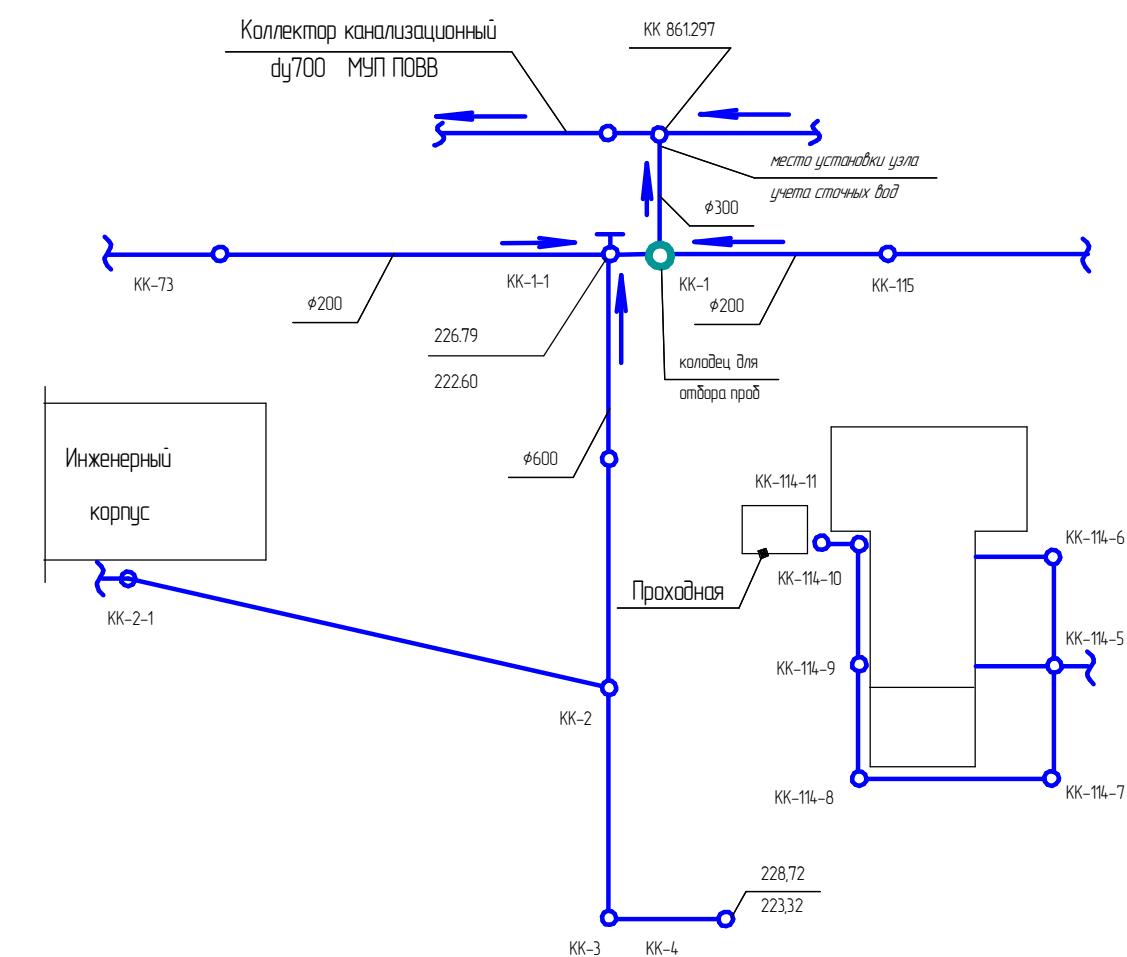 Коллектор канализационный
dу700 МУП ПОВВ
КК 861.297
место установки узла
учета сточных вод
ϕ300
КК-73
КК-1-1
КК-1
КК-115
ϕ200
ϕ200
226.79
222.60
колодец для
отбора проб
Инженерный
корпус
ϕ600
КК-114-11
КК-114-6
КК-114-10
Проходная
КК-2-1
КК-114-5
КК-114-9
КК-2
КК-114-8
КК-114-7
228,72
223,32
КК-3
КК-4